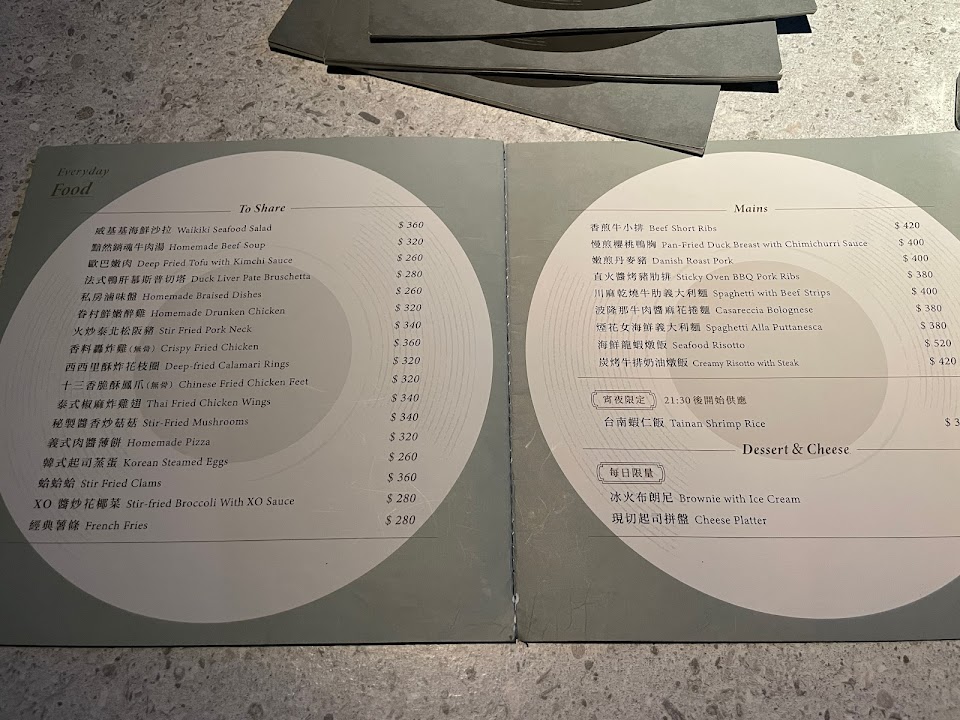 Everyday
Food
To Share
威基基海鮮沙拉 Waikiki Seafood Salad $ 360
黯然銷魂牛肉湯 Homemade Beef Soup $ 320
歐巴嫩肉 Deep Fried Tofu with Kimchi Sauce $ 260
法式鴨肝慕斯普切塔 Duck Liver Pate Bruschetta $ 280
私房滷味盤 Homemade Braised Dishes $ 260
眷村鮮嫩醉雞 Homemade Drunken Chicken $ 320
火炒泰北松阪豬 Stir Fried Pork Neck $ 340
香料轟炸雞(無骨) Crispy Fried Chicken $ 360
西西里酥炸花枝圈 Deep-fried Calamari Rings $ 320
十三香脆酥鳳爪(無骨) Chinese Fried Chicken Feet $ 320
泰式椒麻炸雞翅 Thai Fried Chicken Wings $ 340
秘製醬香炒菇菇 Stir-Fried Mushrooms $ 340
義式肉醬薄餅 Homemade Pizza $ 320
韓式起司蒸蛋 Korean Steamed Eggs $ 260
蛤蛤蛤 Stir Fried Clams $ 360
XO 醬炒花椰菜 Stir-fried Broccoli With XO Sauce $ 280
經典薯條 French Fries $ 280
Mains
香煎牛小排 Beef Short Ribs $ 420
慢煎櫻桃鴨胸 Pan-Fried Duck Breast with Chimichurri Sauce $ 400
嫩煎丹麥豬 Danish Roast Pork $ 400
直火醬烤豬肋排 Sticky Oven BBQ Pork Ribs $ 380
川麻乾燒牛肋義大利麵 Spaghetti with Beef Strips $ 400
波隆那牛肉醬麻花捲麵 Casareccia Bolognese $ 380
煙花女海鮮義大利麵 Spaghetti Alla Puttanesca $ 380
海鮮龍蝦燉飯 Seafood Risotto $ 520
炭烤牛排奶油燉飯 Creamy Risotto with Steak $ 420
宵夜限定 21:30 後開始供應
台南蝦仁飯 Tainan Shrimp Rice $ 3
Dessert & Cheese
每日限量
冰火布朗尼 Brownie with Ice Cream
現切起司拼盤 Cheese Platter